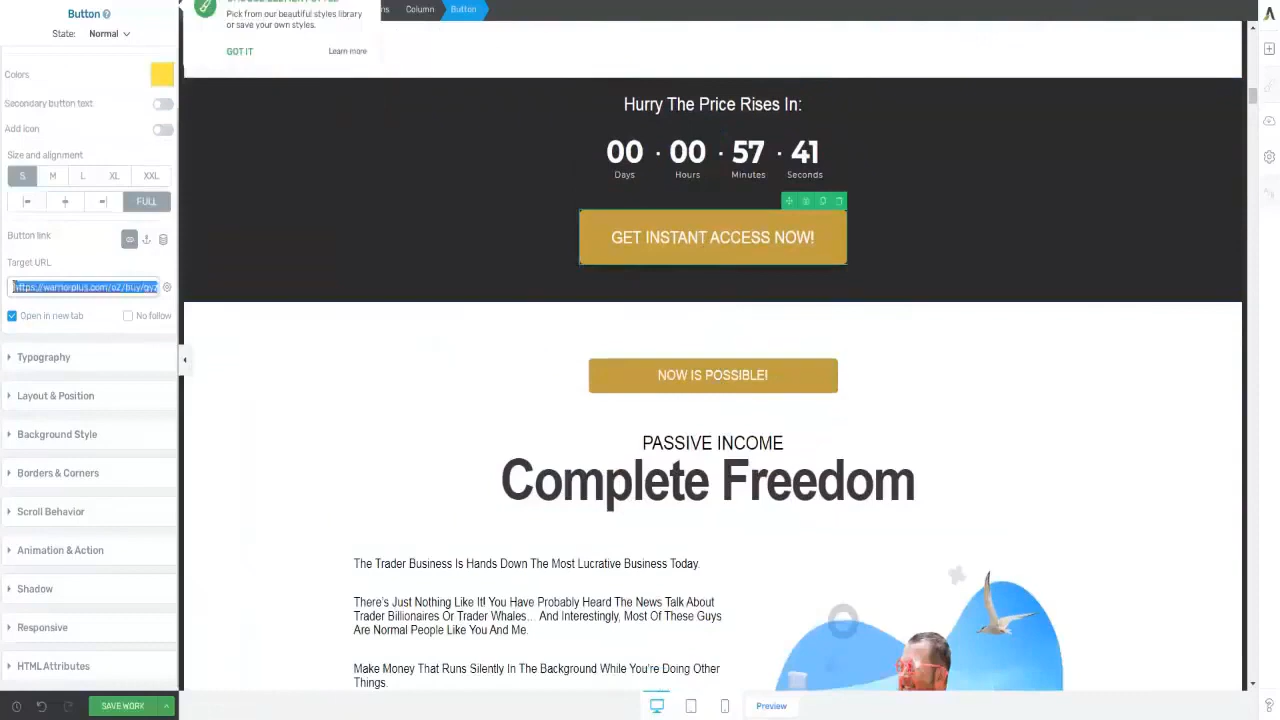 Button
State: Normal
Colors
Secondary button text
Add icon
Size and alignment
S M L XL XXL
FULL
Button link
Target URL
Open in new tab No follow
Typography
Layout & Position
Background Style
Borders & Corners
Scroll Behavior
Animation & Action
Shadow
Responsive
HTML Attributes
SAVE WORK
Pick from our beautiful styles library
or save your own styles.
GOT IT Learn more
Column Button
Hurry The Price Rises In:
00 · 00 · 57 · 41
Days Hours Minutes Seconds
GET INSTANT ACCESS NOW!
NOW IS POSSIBLE!
PASSIVE INCOME
Complete Freedom
The Trader Business Is Hands Down The Most Lucrative Business Today.
There's Just Nothing Like It! You Have Probably Heard The News Talk About
Trader Billionaires Or Trader Whales... And Interestingly, Most Of These Guys
Are Normal People Like You And Me.
Make Money That Runs Silently In The Background While You're Doing Other
Things.
Preview